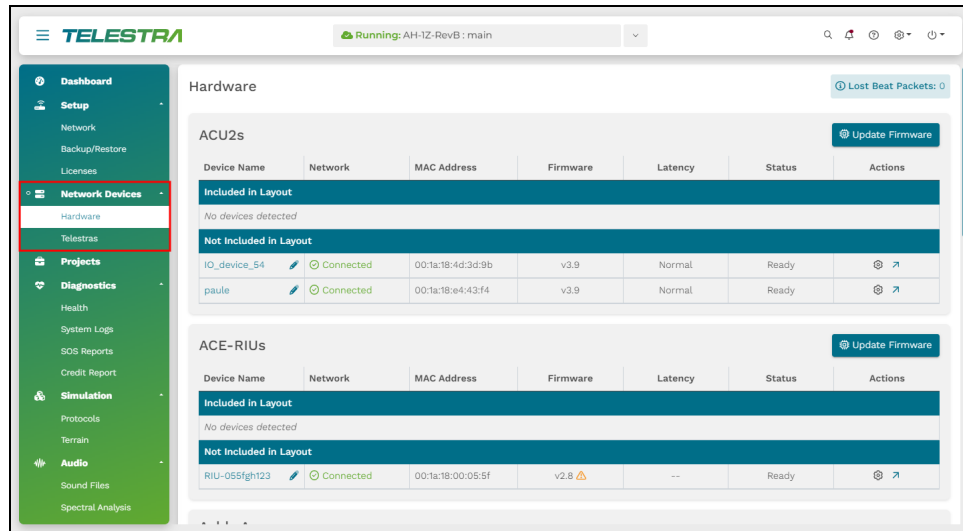 TELESTRA
Running: AH-1Z-RevB : main
Dashboard
Setup
Network
Backup/Restore
Licenses
Network Devices
Hardware
Telestras
Projects
Diagnostics
Health
System Logs
SOS Reports
Credit Report
Simulation
Protocols
Terrain
Audio
Sound Files
Spectral Analysis
Hardware
Lost Beat Packets: 0
ACU2s
Update Firmware
Device Name Network MAC Address Firmware Latency Status Actions
Included in Layout
No devices detected
Not Included in Layout
IO_device_54 Connected 00:1a:18:4d:3d:9b v3.9 Normal Ready
paule Connected 00:1a:18:e4:43:f4 v3.9 Normal Ready
ACE-RIUs
Update Firmware
Device Name Network MAC Address Firmware Latency Status Actions
Included in Layout
No devices detected
Not Included in Layout
RIU-055fgh123 Connected 00:1a:18:00:05:5f v2.8 -- Ready